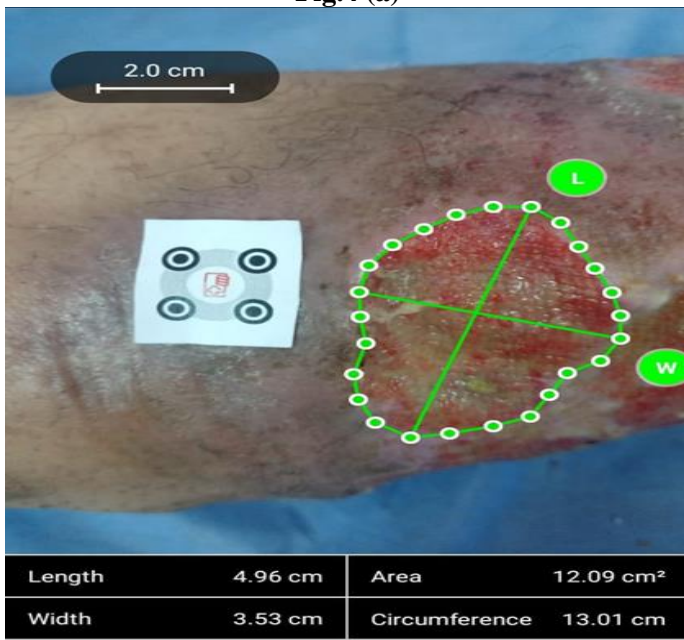 Fig. 4 (a)
2.0 cm
L
W
Length 4.96 cm Area 12.09 cm²
Width 3.53 cm Circumference 13.01 cm